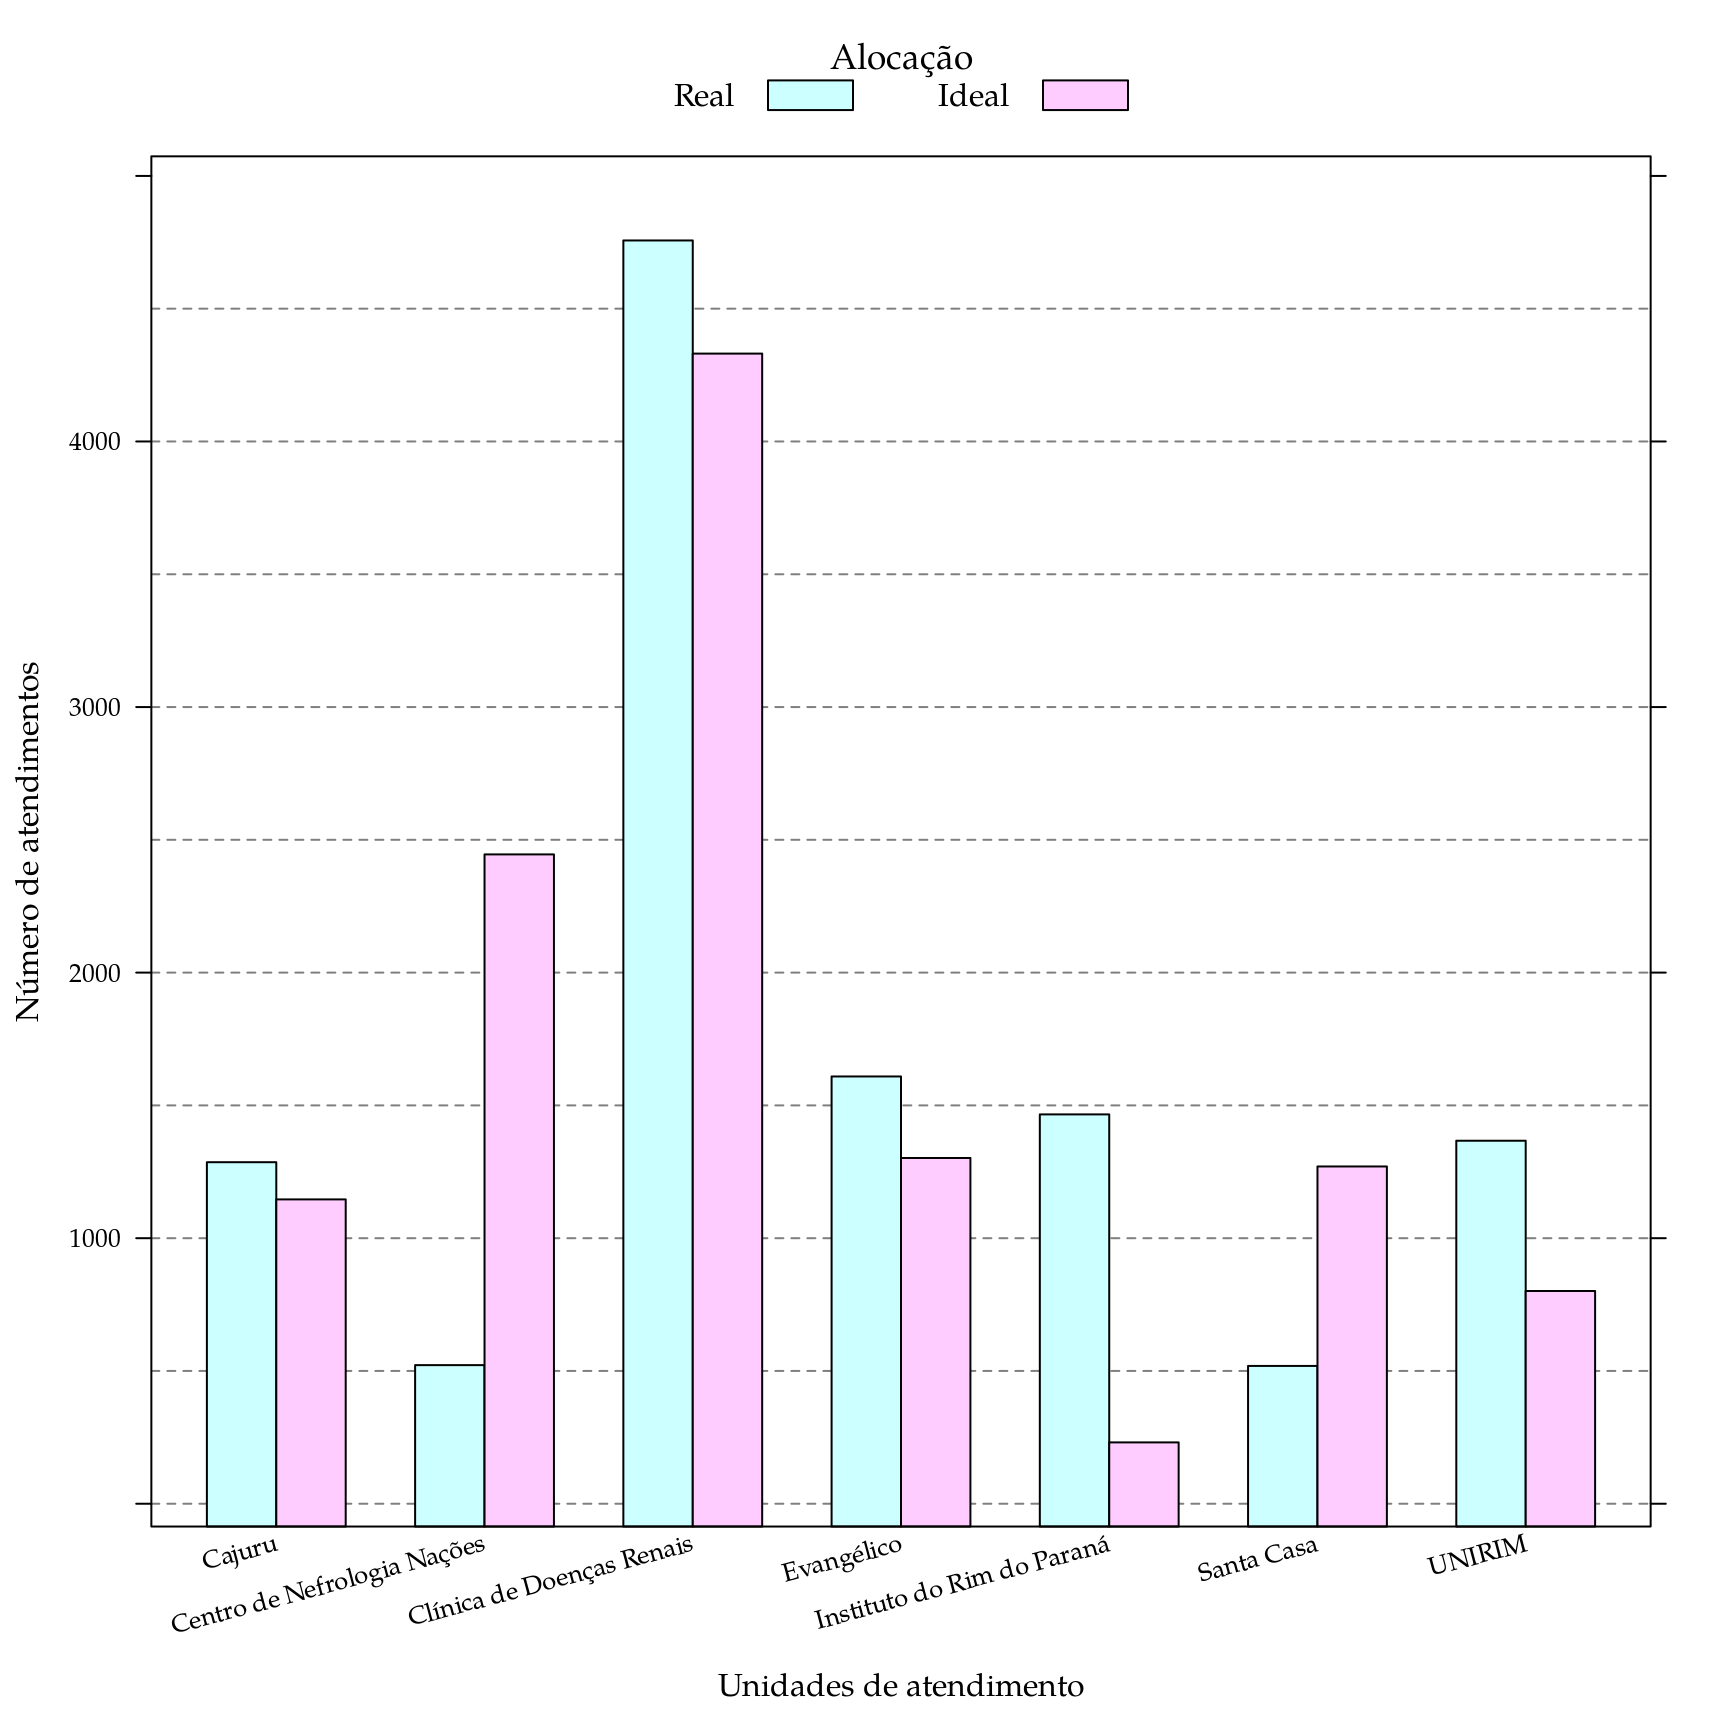 Alocação
Real Ideal
Número de atendimentos
4000
3000
2000
1000
Cajuru
Centro de Nefrologia Nações
Clínica de Doenças Renais
Evangélico
Instituto do Rim do Paraná
Santa Casa
UNIRIM
Unidades de atendimento